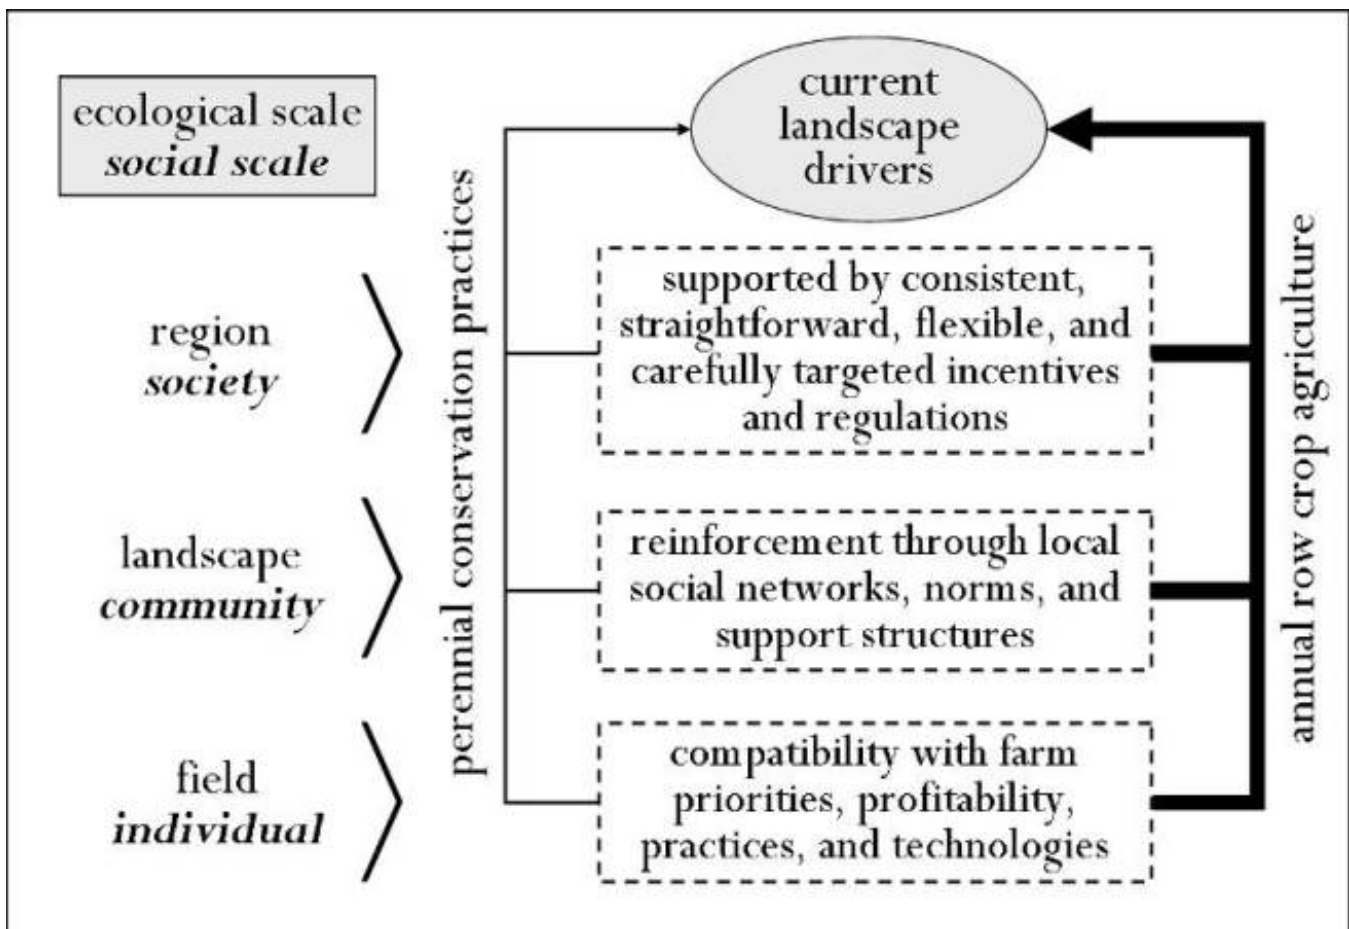 ecological scale
social scale
region
society
landscape
community
field
individual
perennial conservation practices
current
landscape
drivers
supported by consistent,
straightforward, flexible, and
carefully targeted incentives
and regulations
reinforcement through local
social networks, norms, and
support structures
compatibility with farm
priorities, profitability,
practices, and technologies
annual row crop agriculture